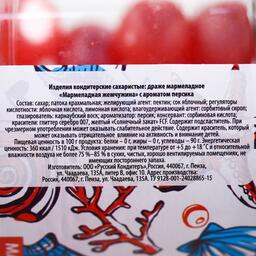 Изделия кондитерские сахаристые: драже мармеладное
«Мармеладная жемчужина» с ароматом персика
Состав: сахар; патока крахмальная; желирующий агент: пектин; сок яблочный; регуляторы
кислотности: яблочная кислота, лимонная кислота; влагоудерживающий агент: сорбитовый сироп;
глазирователь: карнаубский воск; ароматизатор: персик; консервант: сорбиновая кислота;
краситель: глиттер серебро 007, желтый «Солнечный закат» FCF. Содержит подсластитель. При
чрезмерном употреблении может оказывать слабительное действие. Содержит краситель, который
может оказывать отрицательное влияние на активность и внимание детей.
Пищевая ценность в 100 г продукта: белки – 0 г, жиры – 0 г, углеводы – 90 г. Энергетическая
ценность: 360 ккал / 1510 кДж. Условия хранения: при температуре от +5 до +18 °С и относительной
влажности воздуха не более 75 %–85 % в сухих, чистых, хорошо вентилируемых помещениях, не
имеющих постороннего запаха.
Изготовитель: ООО «Русский Кондитеръ», Россия, 440067, г. Пенза,
ул. Чаадаева, 135А, литер В, офис 10. Адрес производства:
Россия, 440067, г. Пенза, ул. Чаадаева, 135А. ТУ 9128-001-24028865-15